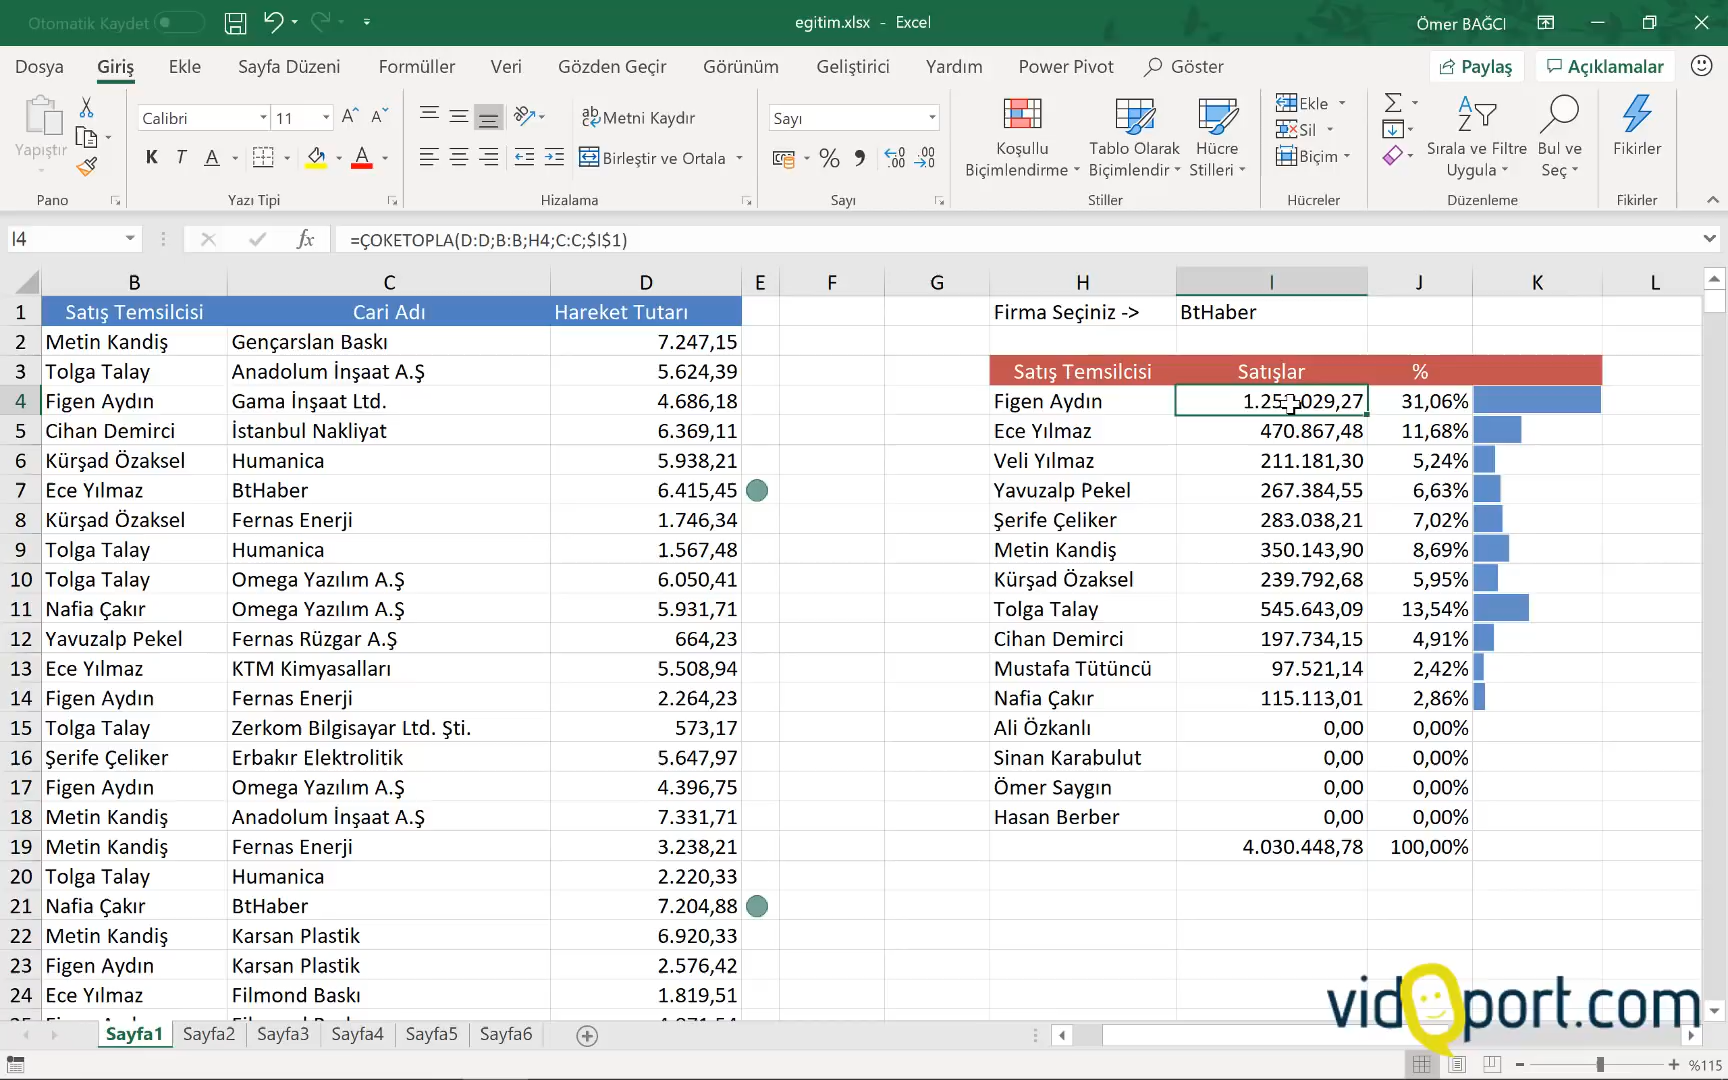 Otomatik Kaydet
egitim.xlsx - Excel
Ömer BAĞCI
Dosya Giriş Ekle Sayfa Düzeni Formüller Veri Gözden Geçir Görünüm Geliştirici Yardım Power Pivot Göster Paylaş Açıklamalar
Yapıştır
Calibri 11
K T A
Metni Kaydır
Birleştir ve Ortala
Sayı
%
Koşullu Biçimlendirme
Tablo Olarak Biçimlendir
Hücre Stilleri
Ekle
Sil
Biçim
Sırala ve Filtre Uygula
Bul ve Seç
Fikirler
Pano Yazı Tipi Hizalama Sayı Stiller Hücreler Düzenleme Fikirler
I4 fx =ÇOKETOPLA(D:D;B:B;H4;C:C;$I$1)
B C D E F G H I J K L
1 Satış Temsilcisi Cari Adı Hareket Tutarı Firma Seçiniz -> BtHaber
2 Metin Kandiş Gençarslan Baskı 7.247,15
3 Tolga Talay Anadolum İnşaat A.Ş 5.624,39 Satış Temsilcisi Satışlar %
4 Figen Aydın Gama İnşaat Ltd. 4.686,18 Figen Aydın 31,06%
5 Cihan Demirci İstanbul Nakliyat 6.369,11 Ece Yılmaz 470.867,48 11,68%
6 Kürşad Özaksel Humanica 5.938,21 Veli Yılmaz 211.181,30 5,24%
7 Ece Yılmaz BtHaber 6.415,45 Yavuzalp Pekel 267.384,55 6,63%
8 Kürşad Özaksel Fernas Enerji 1.746,34 Şerife Çeliker 283.038,21 7,02%
9 Tolga Talay Humanica 1.567,48 Metin Kandiş 350.143,90 8,69%
10 Tolga Talay Omega Yazılım A.Ş 6.050,41 Kürşad Özaksel 239.792,68 5,95%
11 Nafia Çakır Omega Yazılım A.Ş 5.931,71 Tolga Talay 545.643,09 13,54%
12 Yavuzalp Pekel Fernas Rüzgar A.Ş 664,23 Cihan Demirci 197.734,15 4,91%
13 Ece Yılmaz KTM Kimyasalları 5.508,94 Mustafa Tütüncü 97.521,14 2,42%
14 Figen Aydın Fernas Enerji 2.264,23 Nafia Çakır 115.113,01 2,86%
15 Tolga Talay Zerkom Bilgisayar Ltd. Şti. 573,17 Ali Özkanlı 0,00 0,00%
16 Şerife Çeliker Erbakır Elektrolitik 5.647,97 Sinan Karabulut 0,00 0,00%
17 Figen Aydın Omega Yazılım A.Ş 4.396,75 Ömer Saygın 0,00 0,00%
18 Metin Kandiş Anadolum İnşaat A.Ş 7.331,71 Hasan Berber 0,00 0,00%
19 Metin Kandiş Fernas Enerji 3.238,21 4.030.448,78 100,00%
20 Tolga Talay Humanica 2.220,33
21 Nafia Çakır BtHaber 7.204,88
22 Metin Kandiş Karsan Plastik 6.920,33
23 Figen Aydın Karsan Plastik 2.576,42
24 Ece Yılmaz Filmond Baskı 1.819,51
vidoport.com
Sayfa1 Sayfa2 Sayfa3 Sayfa4 Sayfa5 Sayfa6
%115